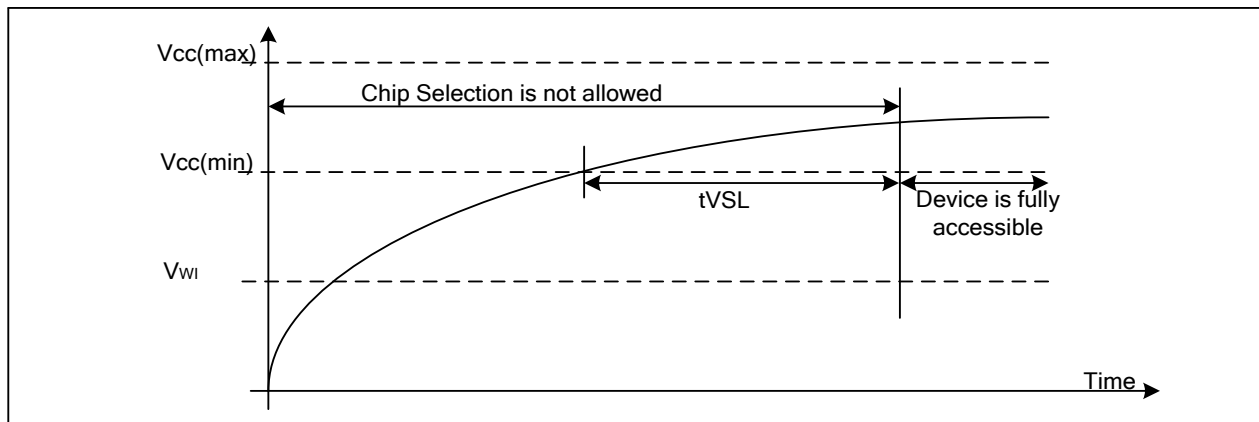 Vcc(max)
Chip Selection is not allowed
Vcc(min)
tVSL
Device is fully
accessible
VWI
Time